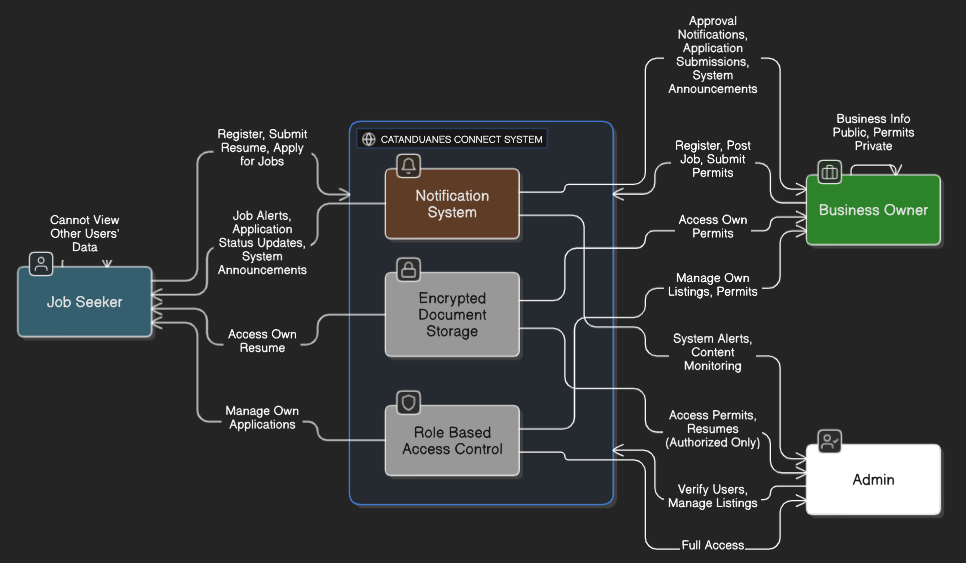 Approval
Notifications,
Application
Submissions,
System
Announcements
CATANDUANES CONNECT SYSTEM
Register, Submit
Resume, Apply
for Jobs
Business Info
Public, Permits
Private
Register, Post
Job, Submit
Permits
Notification
System
Business Owner
Cannot View
Other Users'
Data
Job Alerts,
Application
Status Updates,
System
Announcements
Access Own
Permits
Job Seeker
Encrypted
Document
Storage
Manage Own
Listings, Permits
Access Own
Resume
System Alerts,
Content
Monitoring
Manage Own
Applications
Role Based
Access Control
Access Permits,
Resumes
(Authorized Only)
Admin
Verify Users,
Manage Listings
Full Access